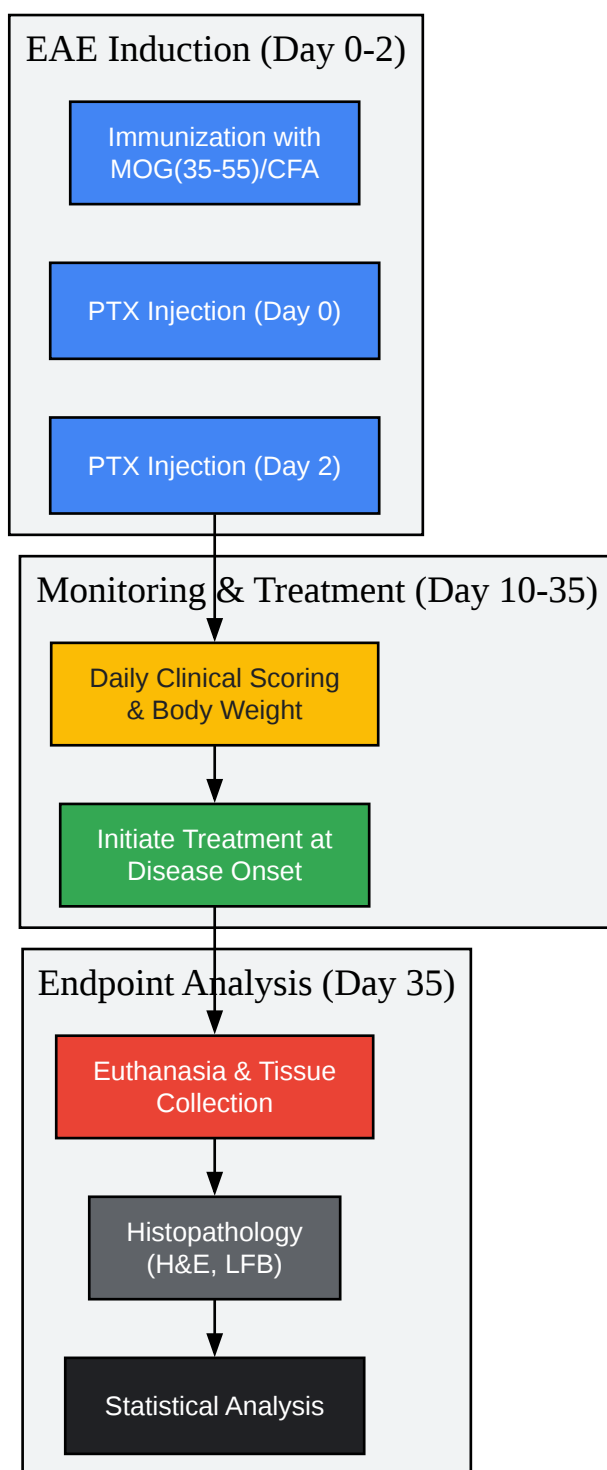 EAE Induction (Day 0-2)
Immunization with
MOG(35-55)/CFA
PTX Injection (Day 0)
PTX Injection (Day 2)
Monitoring & Treatment (Day 10-35)
Daily Clinical Scoring
& Body Weight
Initiate Treatment at
Disease Onset
Endpoint Analysis (Day 35)
Euthanasia & Tissue
Collection
Histopathology
(H&E, LFB)
Statistical Analysis